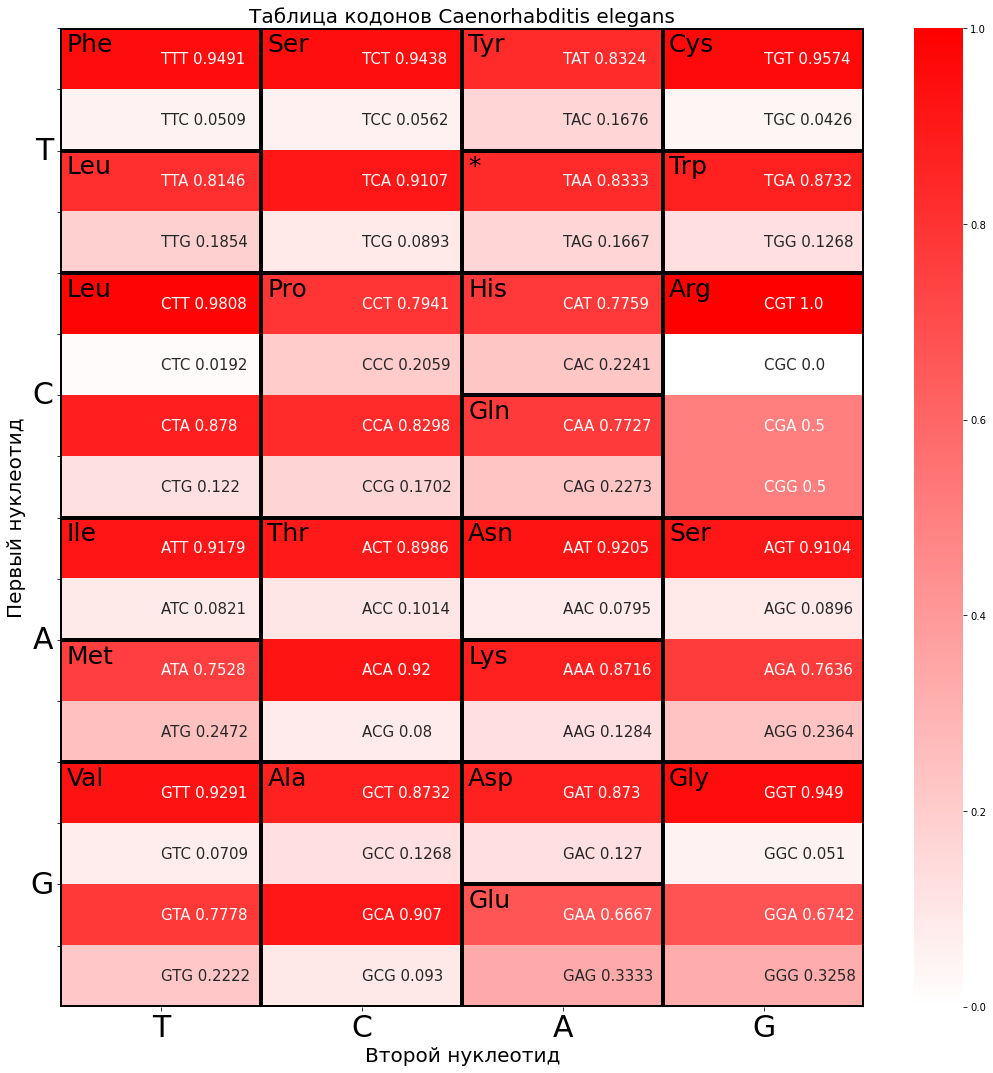 Таблица кодонов Caenorhabditis elegans
Phe Ser Tyr Cys
TTT 0.9491 TCT 0.9438 TAT 0.8324 TGT 0.9574
TTC 0.0509 TCC 0.0562 TAC 0.1676 TGC 0.0426
T
Leu * Trp
TTA 0.8146 TCA 0.9107 TAA 0.8333 TGA 0.8732
TTG 0.1854 TCG 0.0893 TAG 0.1667 TGG 0.1268
Leu Pro His Arg
CTT 0.9808 CCT 0.7941 CAT 0.7759 CGT 1.0
CTC 0.0192 CCC 0.2059 CAC 0.2241 CGC 0.0
C
Gln
CTA 0.878 CCA 0.8298 CAA 0.7727 CGA 0.5
CTG 0.122 CCG 0.1702 CAG 0.2273 CGG 0.5
Ile Thr Asn Ser
ATT 0.9179 ACT 0.8986 AAT 0.9205 AGT 0.9104
ATC 0.0821 ACC 0.1014 AAC 0.0795 AGC 0.0896
A
Met Lys
ATA 0.7528 ACA 0.92 AAA 0.8716 AGA 0.7636
ATG 0.2472 ACG 0.08 AAG 0.1284 AGG 0.2364
Val Ala Asp Gly
GTT 0.9291 GCT 0.8732 GAT 0.873 GGT 0.949
GTC 0.0709 GCC 0.1268 GAC 0.127 GGC 0.051
G
Glu
GTA 0.7778 GCA 0.907 GAA 0.6667 GGA 0.6742
GTG 0.2222 GCG 0.093 GAG 0.3333 GGG 0.3258
T C A G
Второй нуклеотид
Первый нуклеотид
1.0
0.8
0.6
0.4
0.2
0.0